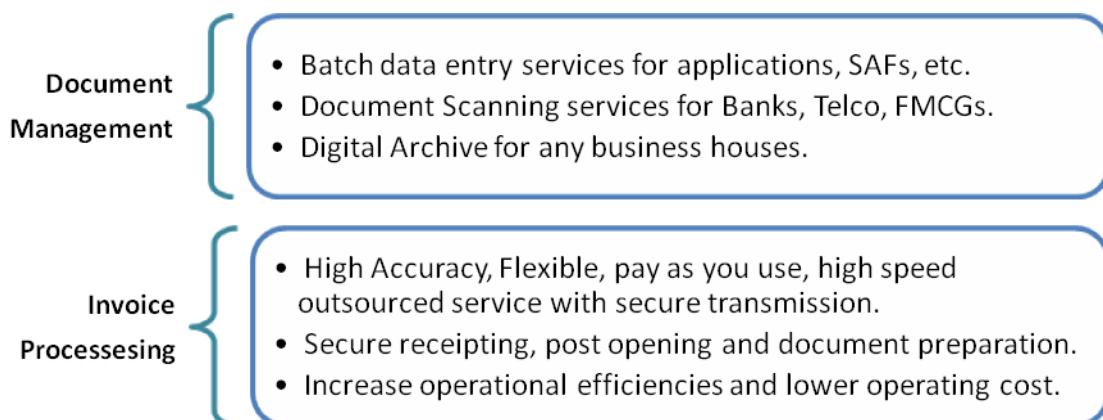 Document
Management
• Batch data entry services for applications, SAFs, etc.
• Document Scanning services for Banks, Telco, FMCGs.
• Digital Archive for any business houses.
Invoice
Processesing
• High Accuracy, Flexible, pay as you use, high speed
outsourced service with secure transmission.
• Secure receipting, post opening and document preparation.
• Increase operational efficiencies and lower operating cost.